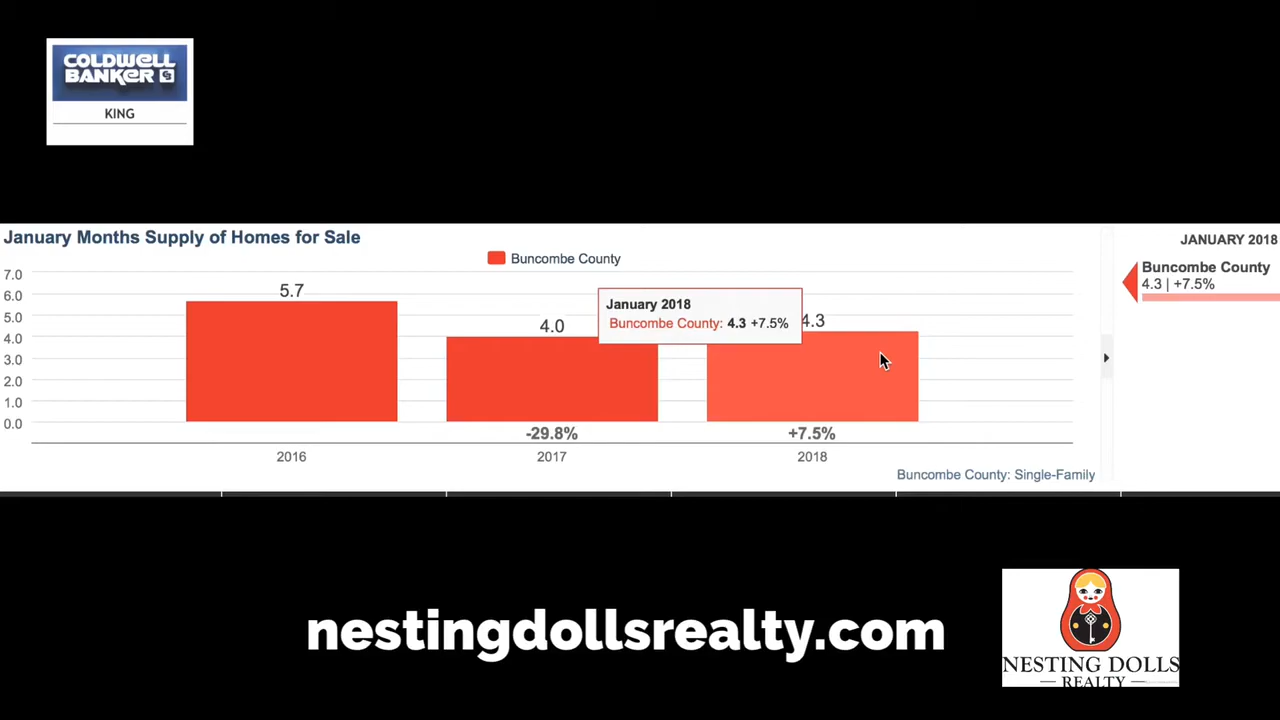 COLDWELL
BANKER
KING
January Months Supply of Homes for Sale
JANUARY 2018
Buncombe County
Buncombe County
4.3 | +7.5%
7.0
6.0
5.0
4.0
3.0
2.0
1.0
0.0
5.7
4.0
4.3
January 2018
Buncombe County: 4.3 +7.5%
-29.8%
+7.5%
2016
2017
2018
Buncombe County: Single-Family
nestingdollsrealty.com
NESTING DOLLS
REALTY